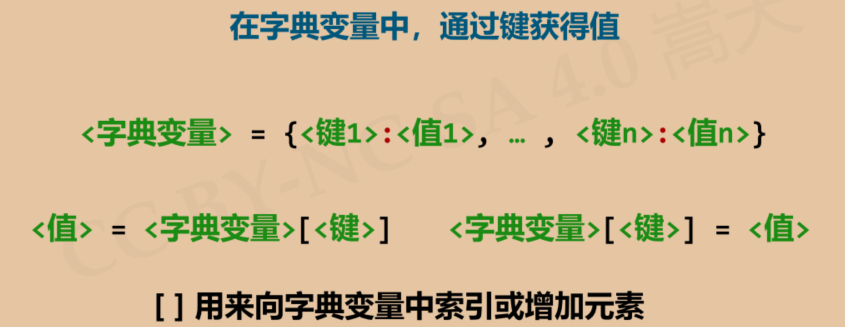 在字典变量中，通过键获得值
<字典变量> = {<键1>:<值1>, … , <键n>:<值n>}
<值> = <字典变量>[<键>] <字典变量>[<键>] = <值>
[ ] 用来向字典变量中索引或增加元素
CC BY-NC-SA 4.0 嵩天